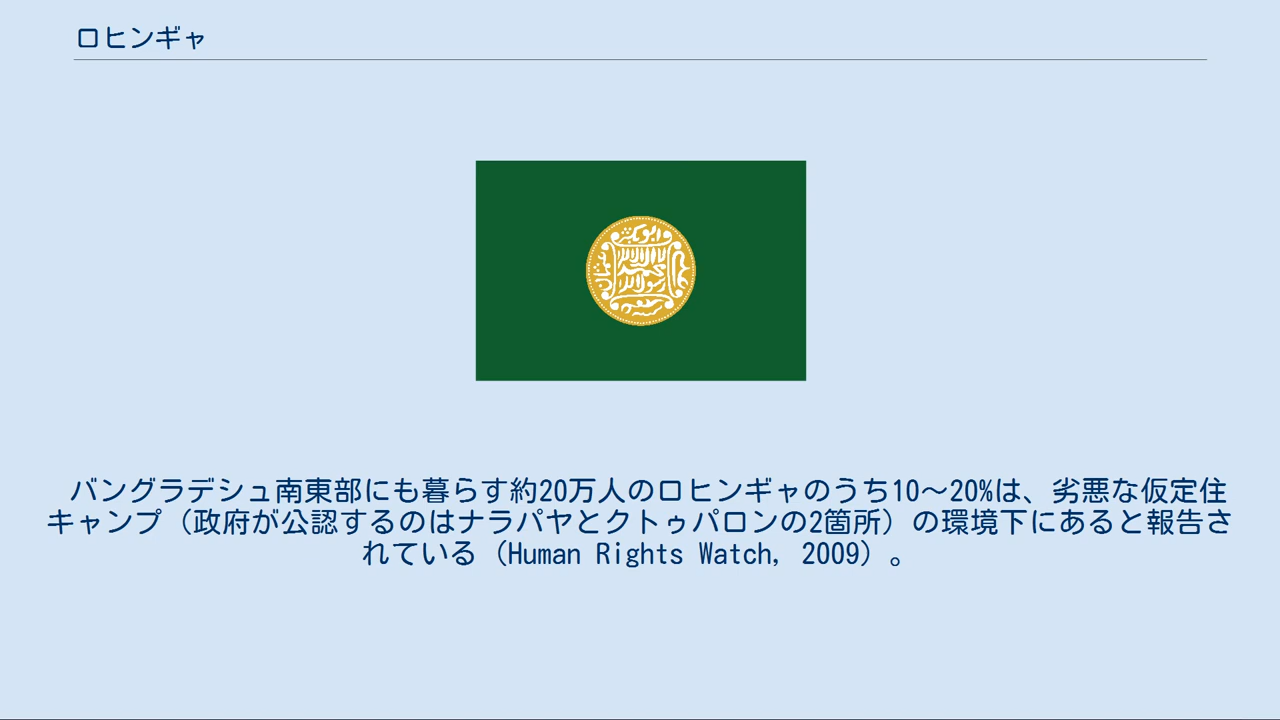 ロヒンギャ
バングラデシュ南東部にも暮らす約20万人のロヒンギャのうち10～20%は、劣悪な仮定住
キャンプ（政府が公認するのはナラパヤとクトゥパロンの2箇所）の環境下にあると報告さ
れている（Human Rights Watch, 2009）。